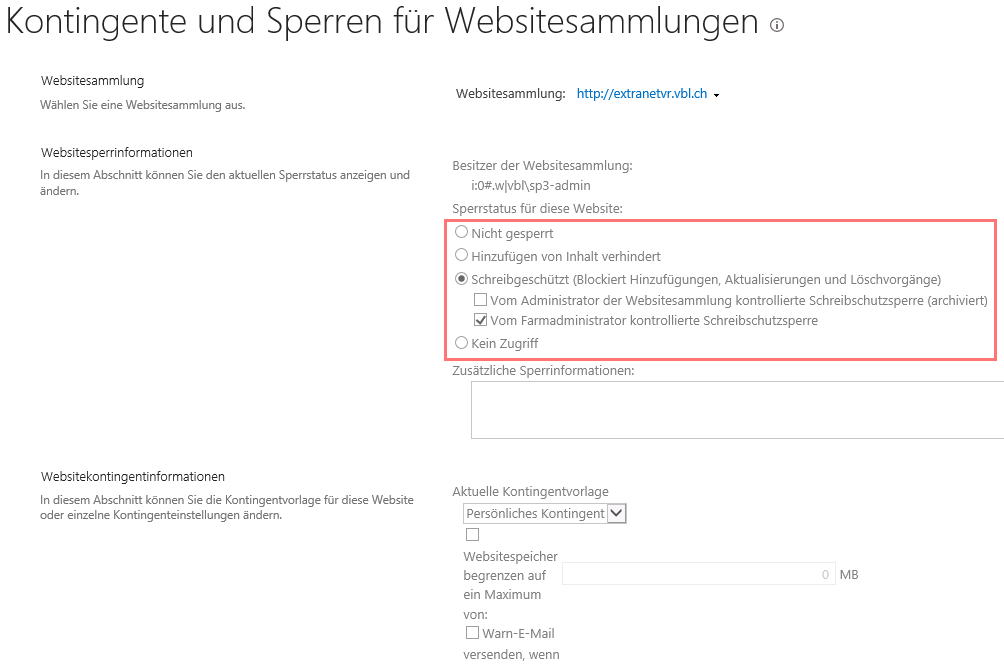 Kontingente und Sperren für Websitesammlungen
Websitesammlung
Wählen Sie eine Websitesammlung aus.
Websitesammlung: http://extranetvr.vbl.ch
Websitesperrinformationen
In diesem Abschnitt können Sie den aktuellen Sperrstatus anzeigen und
ändern.
Besitzer der Websitesammlung:
i:0#.w|vbl\sp3-admin
Sperrstatus für diese Website:
Nicht gesperrt
Hinzufügen von Inhalt verhindert
Schreibgeschützt (Blockiert Hinzufügungen, Aktualisierungen und Löschvorgänge)
Vom Administrator der Websitesammlung kontrollierte Schreibschutzsperre (archiviert)
Vom Farmadministrator kontrollierte Schreibschutzsperre
Kein Zugriff
Zusätzliche Sperrinformationen:
Websitekontingentinformationen
In diesem Abschnitt können Sie die Kontingentvorlage für diese Website
oder einzelne Kontingenteinstellungen ändern.
Aktuelle Kontingentvorlage
Persönliches Kontingent
Websitespeicher
begrenzen auf
ein Maximum
von:
0 MB
Warn-E-Mail
versenden, wenn